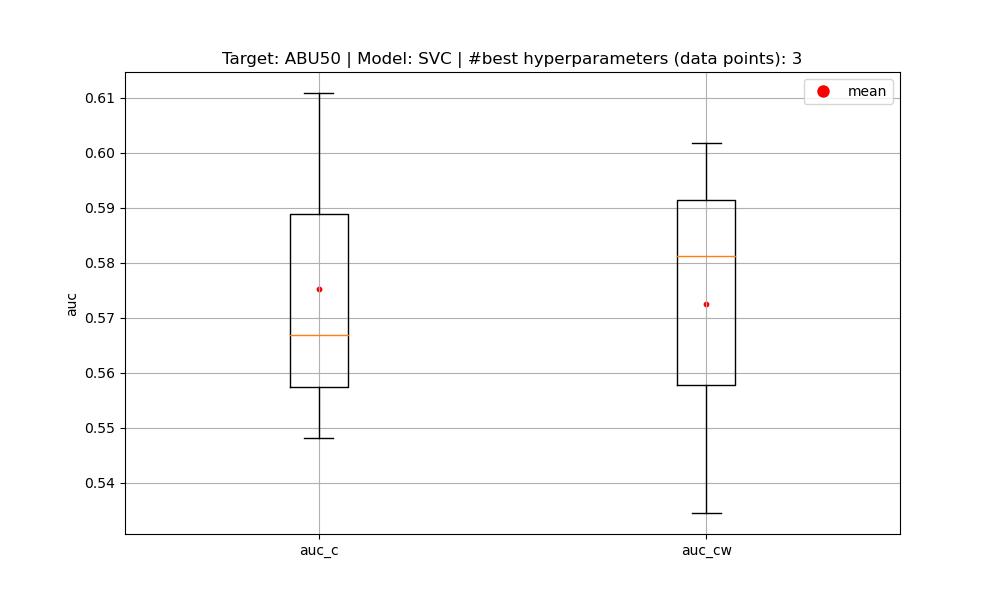 Target: ABU50 | Model: SVC | #best hyperparameters (data points): 3
mean
0.61
0.60
0.59
0.58
0.57
0.56
0.55
0.54
auc
auc_c
auc_cw